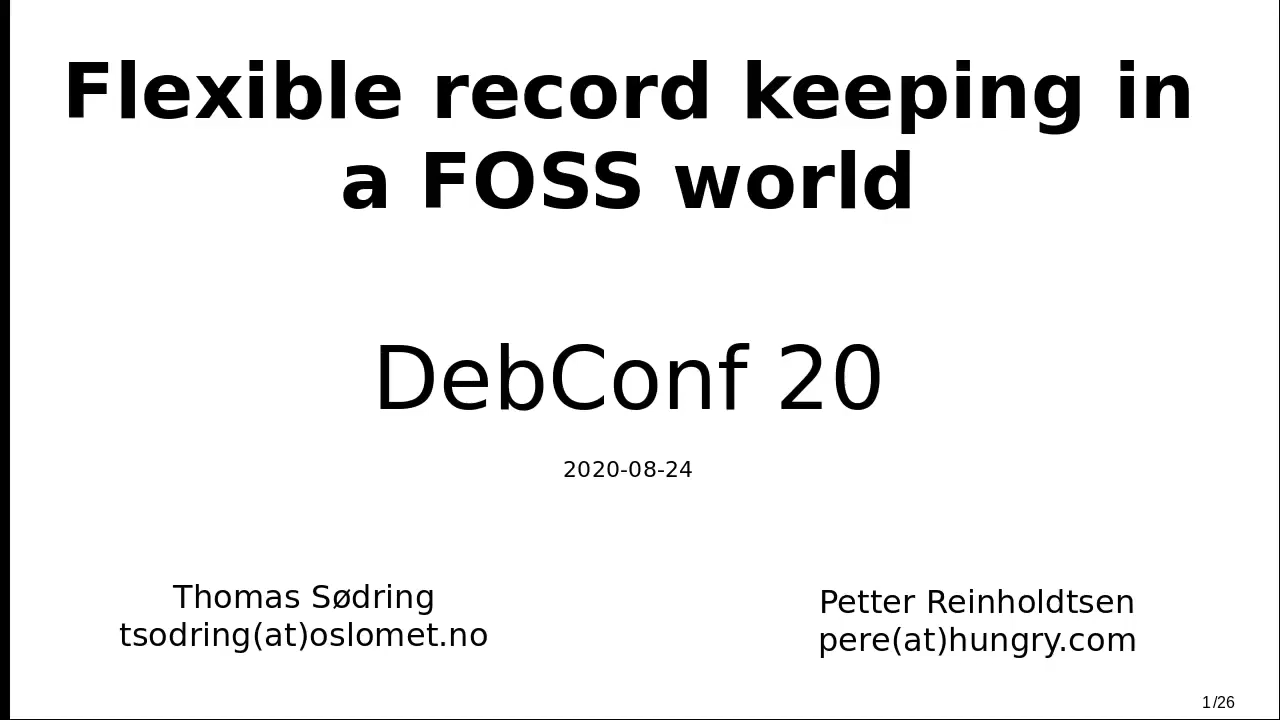 Flexible record keeping in
a FOSS world
DebConf 20
2020-08-24
Thomas Sødring
tsodring(at)oslomet.no
Petter Reinholdtsen
pere(at)hungry.com
1/26